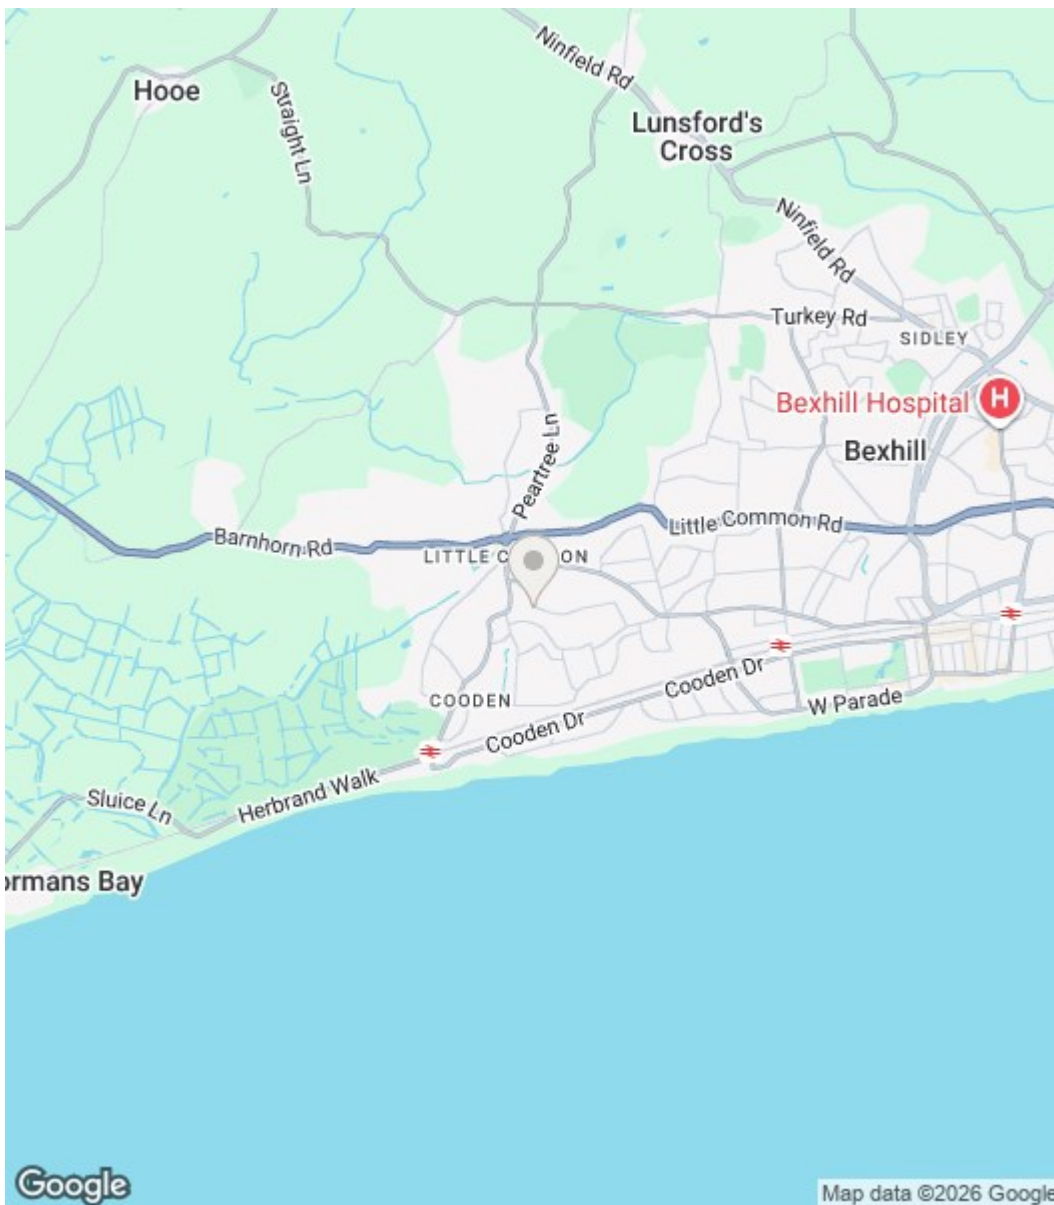 Ninfield Rd
Hooe
Straight Ln
Lunsford's
Cross
Ninfield Rd
Turkey Rd
SIDLEY
Bexhill Hospital
H
Bexhill
Peartree Ln
Little Common Rd
Barnhorn Rd
LITTLE C ON
COODEN
Cooden Dr
W Parade
Cooden Dr
Herbrand Walk
Sluice Ln
ormans Bay
Google
Map data ©2026 Google